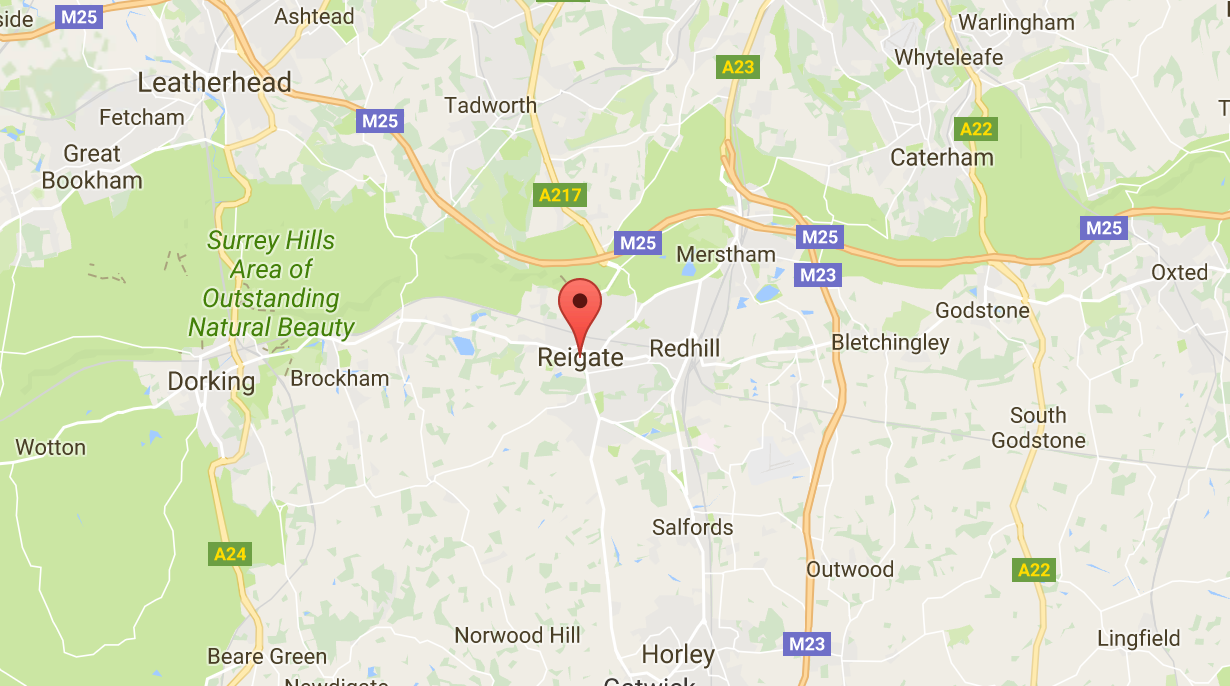 side
M25
Ashtead
Warlingham
Whyteleafe
A23
Leatherhead
Tadworth
Fetcham
M25
A22
Great
Bookham
Caterham
A217
Surrey Hills
Area of
Outstanding
Natural Beauty
M25
M25
M25
Merstham
M23
Oxted
Godstone
Reigate
Redhill
Bletchingley
Dorking
Brockham
South
Godstone
Wotton
Salfords
A24
Outwood
A22
Norwood Hill
M23
Lingfield
Beare Green
Horley
Newdigate
Gatwick